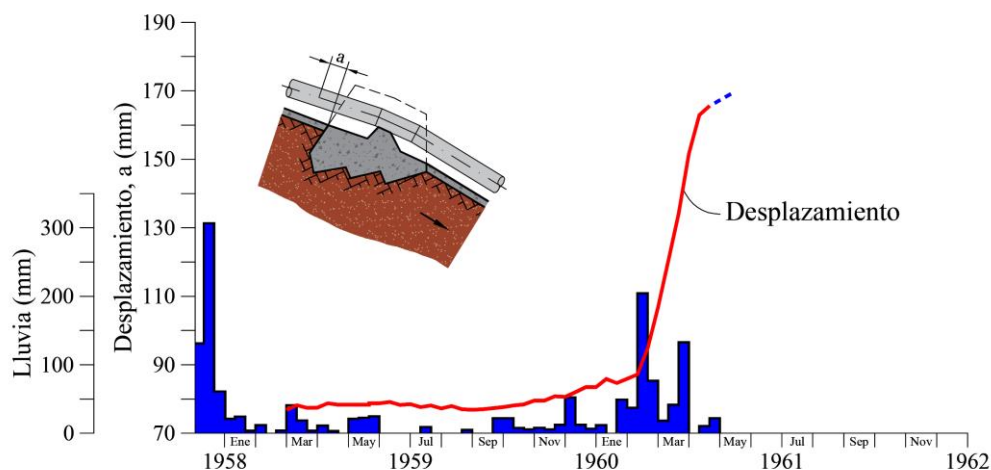 190
170
150
130
110
90
70
Desplazamiento, a (mm)
300
200
100
0
Lluvia (mm)
a
Desplazamiento
Ene Mar May Jul Sep Nov Ene Mar May Jul Sep Nov
1958 1959 1960 1961 1962